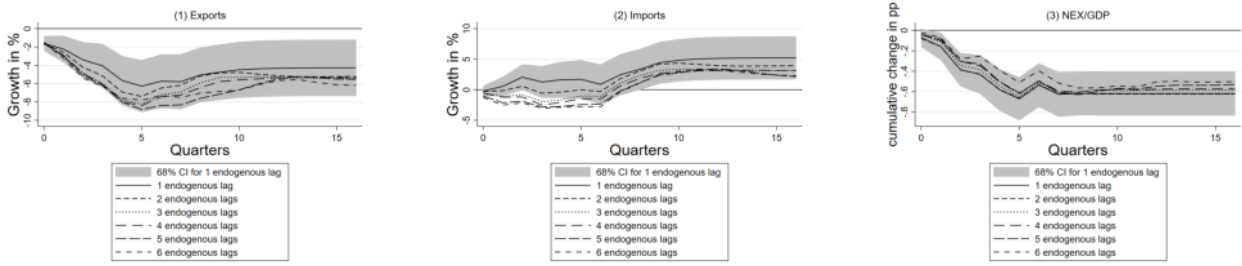 (1) Exports
Growth in %
0
-2
-4
-6
-8
-10
0 5 10 15
Quarters
68% CI for 1 endogenous lag
1 endogenous lag
2 endogenous lags
3 endogenous lags
4 endogenous lags
5 endogenous lags
6 endogenous lags
(2) Imports
Growth in %
10
5
0
-5
0 5 10 15
Quarters
68% CI for 1 endogenous lag
1 endogenous lag
2 endogenous lags
3 endogenous lags
4 endogenous lags
5 endogenous lags
6 endogenous lags
(3) NEX/GDP
cumulative change in pp
0
-.2
-.4
-.6
-.8
0 5 10 15
Quarters
68% CI for 1 endogenous lag
1 endogenous lag
2 endogenous lags
3 endogenous lags
4 endogenous lags
5 endogenous lags
6 endogenous lags